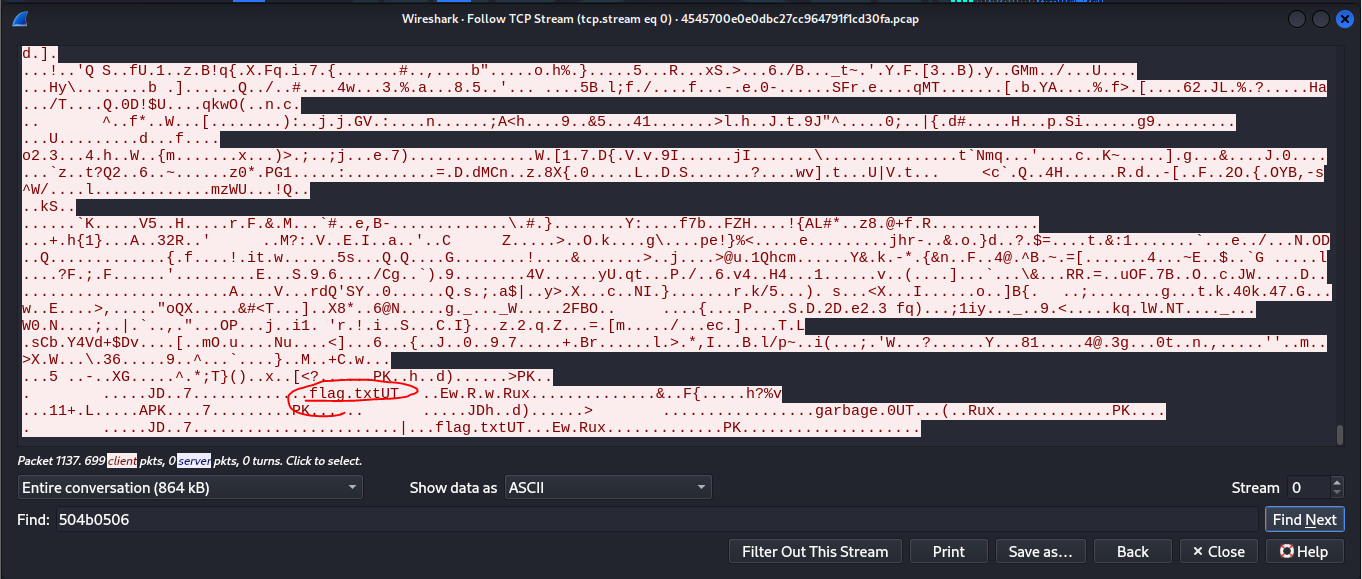 Wireshark · Follow TCP Stream (tcp.stream eq 0) · 4545700e0e0dbc27cc964791f1cd30fa.pcap
d.].
...!..'Q S..fU.1..z.B!q{.X.Fq.i.7.{.......#..,....b".....o.h%.}.....5...R...xS.>...6./B..._t~.'.Y.F.[3..B).y..GMm../...U....
...Hy\........b .]......Q../..#....4w...3.%.a...8.5..'... .....5B.l;f./....f...-.e.0-......SFr.e....qMT.......[.b.YA....%.f>.[....62.JL.%.?.....Ha
.../T....Q.0D!$U....qkwO(..n.c.
.. ^..f*..W...[........):..j.j.GV.:....n......;A<h....9..&5...41.......>l.h..J.t.9J"^.....0;..|{.d#.....H...p.Si......g9.........
...U.........d...f....
o2.3...4.h..W..{m.......x...)>.;..;j...e.7)..............W.[1.7.D{.V.v.9I......jI.......\...............t`Nmq...'....c..K~.....].g...&....J.0....
....`z..t?Q2..6..~......z0*.PG1.....:..........=.D.dMCn..z.8X{.0.....L..D.S.......?....wv].t...U|V.t... <c`.Q..4H......R.d..-[..F..2O.{.OYB,-s
^W/....l............mzWU...!Q..
..kS..
......`K.....V5..H.....r.F.&.M...`#..e,B-.............\.#.}........Y:....f7b..FZH....!{AL#*..z8.@+f.R............
...+.h{1}...A..32R..' ..M?:.V..E.I..a..'..C Z.....>..O.k....g\....pe!}%<.....e.........jhr-...&.o.}d..?.$=....t.&:1.......`...e../...N.OD
..Q.............{.f....!.it.w......5s...Q.Q....G........!....&.......>..j....>@u.1Qhcm......Y&.k.-*.{&n..F..4@.^B.~.=[.......4...~E..$..`G .....l
....?F.;.F......'.........E...S.9.6..../Cg..`).9........4V......yU.qt...P./..6.v4..H4...1......v..(....]...`...\&...RR.=..uOF.7B..O..c.JW.....D..
.......................A....V...rdQ'SY..0......Q.s.;.a$|..y>.X...c..NI.}.......r.k/5...). s...<X...I......o..]B{. ..;........g...t.k.40k.47.G...
w..E....>,....."oQX.....&#<T...]..X8*..6@N....g._..._W.....2FBO.. ....{....P....S.D.2D.e2.3 fq)...;1iy..._..9.<.....kq.lW.NT...._...
W0.N....;..|.`..,."...OP...j..i1. 'r.!.i..S...C.I}...z.2.q.Z...=.[m...../...ec.]....T.L
.sCb.Y4Vd+$Dv....[..mO.u....Nu....<]...6...{..J..0..9.7.....+.Br......l.>.*,I...B.l/p~..i(...;.'W...?......Y...81.....4@.3g...0t..n.,.....''..m..
>X.W...\.36.....9..^...`....}..M..+C.w...
...5 ..-..XG.....^.*;T}()..x..[<?......PK..h..d)......>PK..
. .....JD..7............flag.txtUT ..Ew.R.w.Rux..............&..F{.....h?%v
...11+.L.....APK....7.........PK.... .....JDh..d)......> ................garbage.0UT...(..Rux.............PK....
. .....JD..7.......................|...flag.txtUT...Ew.Rux.............PK....................
Packet 1137. 699 client pkts, 0 server pkts, 0 turns. Click to select.
Entire conversation (864 kB) Show data as ASCII Stream 0
Find: 504b0506 Find Next
Filter Out This Stream Print Save as… Back × Close Help